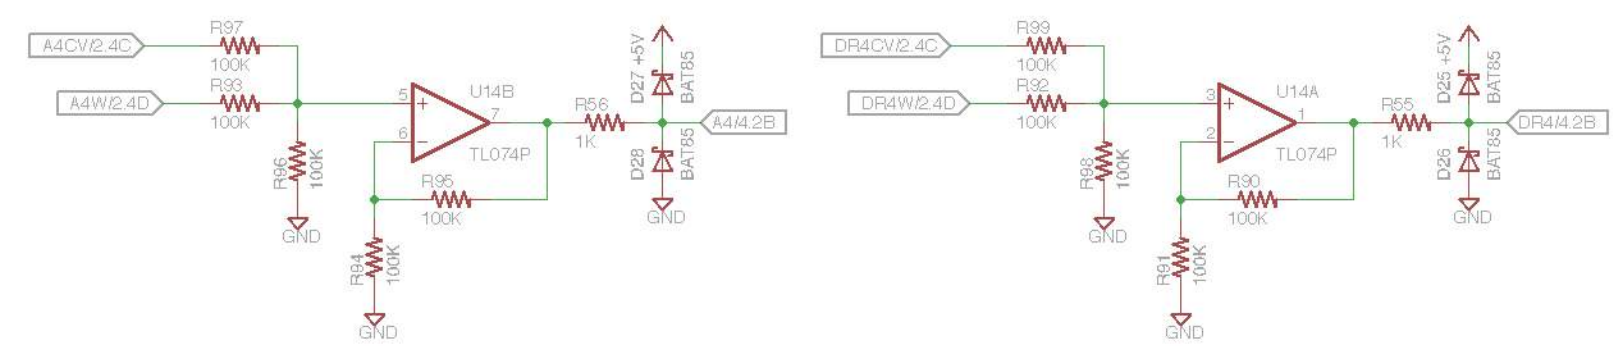 R97
A4CV/2.4C
100K
R93
A4W/2.4D
100K
R96
100K
GND
5
6
7
U14B
TL074P
R95
100K
R94
100K
GND
R56
1K
D27
+5V
BAT85
D28
BAT85
GND
A4/4.2B
R99
DR4CV/2.4C
100K
R92
DR4W/2.4D
100K
R98
100K
GND
3
2
1
U14A
TL074P
R90
100K
R91
100K
GND
R55
1K
D25
+5V
BAT85
D26
BAT85
GND
DR4/4.2B